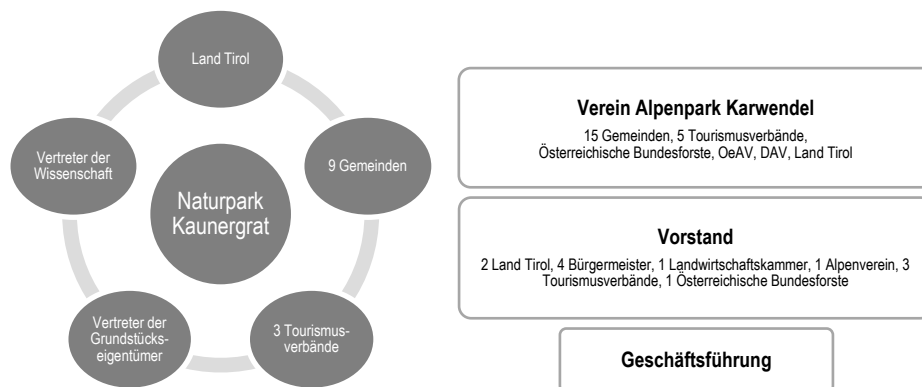 Land Tirol
9 Gemeinden
3 Tourismus-
verbände
Vertreter der
Grundstücks-
eigentümer
Vertreter der
Wissenschaft
Naturpark
Kaunergrat
Verein Alpenpark Karwendel
15 Gemeinden, 5 Tourismusverbände,
Österreichische Bundesforste, OeAV, DAV, Land Tirol
Vorstand
2 Land Tirol, 4 Bürgermeister, 1 Landwirtschaftskammer, 1 Alpenverein, 3
Tourismusverbände, 1 Österreichische Bundesforste
Geschäftsführung